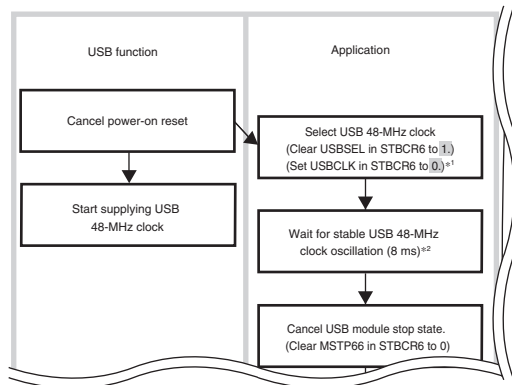 USB function
Application
Cancel power-on reset
Select USB 48-MHz clock
(Clear USBSEL in STBCR6 to 1.)
(Set USBCLK in STBCR6 to 0.)*1
Start supplying USB
48-MHz clock
Wait for stable USB 48-MHz
clock oscillation (8 ms)*2
Cancel USB module stop state.
(Clear MSTP66 in STBCR6 to 0)